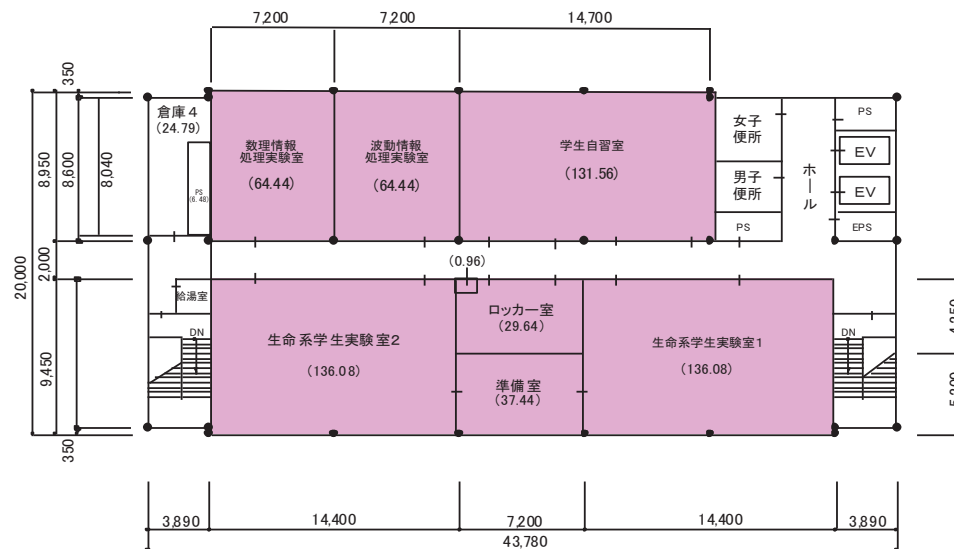 7,200
7,200
14,700
350
8,950
8,600
8,040
20,000
2,000
9,450
350
倉庫4
(24.79)
PS
(6.48)
数理情報
処理実験室
(64.44)
波動情報
処理実験室
(64.44)
学生自習室
(131.56)
女子
便所
男子
便所
PS
ホール
PS
EV
EV
EPS
(0.96)
給湯室
DN
生命系学生実験室2
(136.08)
ロッカー室
(29.64)
準備室
(37.44)
生命系学生実験室1
(136.08)
DN
3,890
14,400
7,200
14,400
3,890
43,780